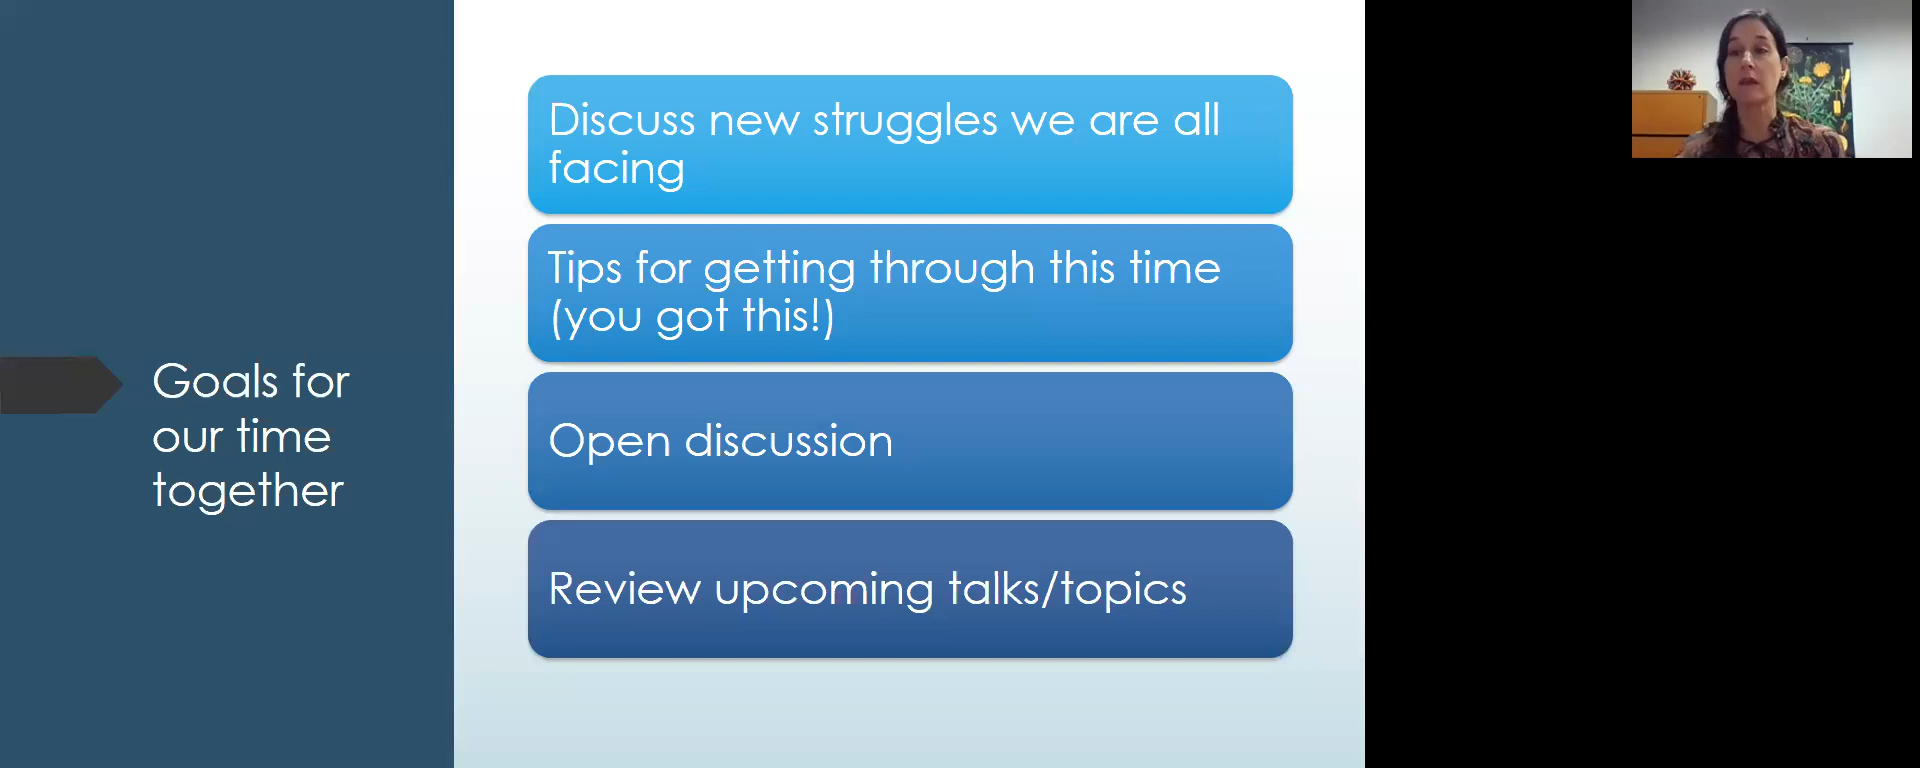 Goals for
our time
together
Discuss new struggles we are all
facing
Tips for getting through this time
(you got this!)
Open discussion
Review upcoming talks/topics